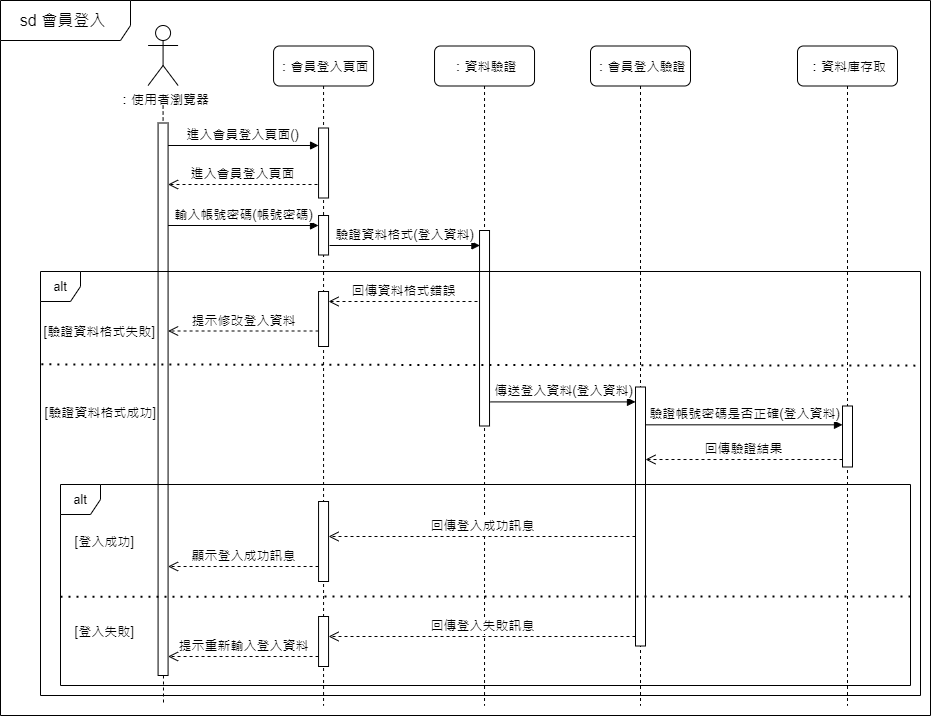 sd 會員登入
：使用者瀏覽器
：會員登入頁面
：資料驗證
：會員登入驗證
：資料庫存取
進入會員登入頁面()
進入會員登入頁面
輸入帳號密碼(帳號密碼)
驗證資料格式(登入資料)
alt
回傳資料格式錯誤
[驗證資料格式失敗]
提示修改登入資料
傳送登入資料(登入資料)
[驗證資料格式成功]
驗證帳號密碼是否正確(登入資料)
回傳驗證結果
alt
回傳登入成功訊息
[登入成功]
顯示登入成功訊息
回傳登入失敗訊息
[登入失敗]
提示重新輸入登入資料